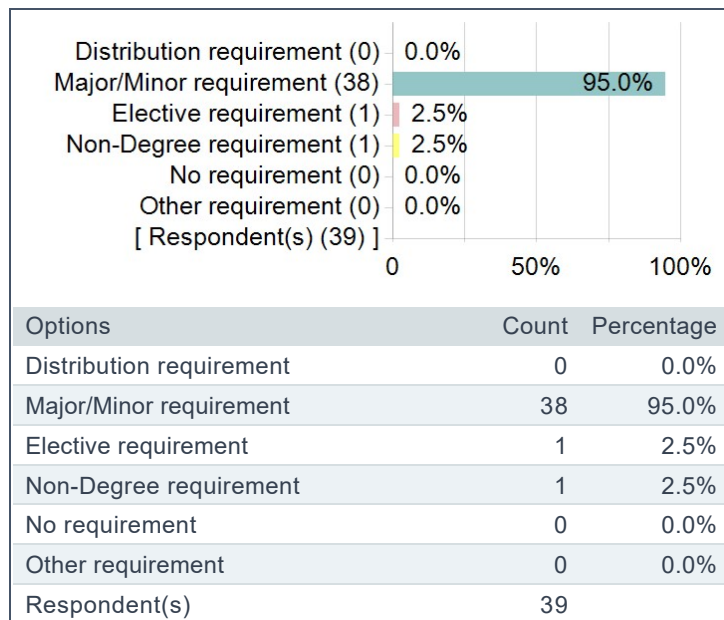 Distribution requirement (0) 0.0%
Major/Minor requirement (38) 95.0%
Elective requirement (1) 2.5%
Non-Degree requirement (1) 2.5%
No requirement (0) 0.0%
Other requirement (0) 0.0%
[ Respondent(s) (39) ]
0 50% 100%
Options Count Percentage
Distribution requirement 0 0.0%
Major/Minor requirement 38 95.0%
Elective requirement 1 2.5%
Non-Degree requirement 1 2.5%
No requirement 0 0.0%
Other requirement 0 0.0%
Respondent(s) 39